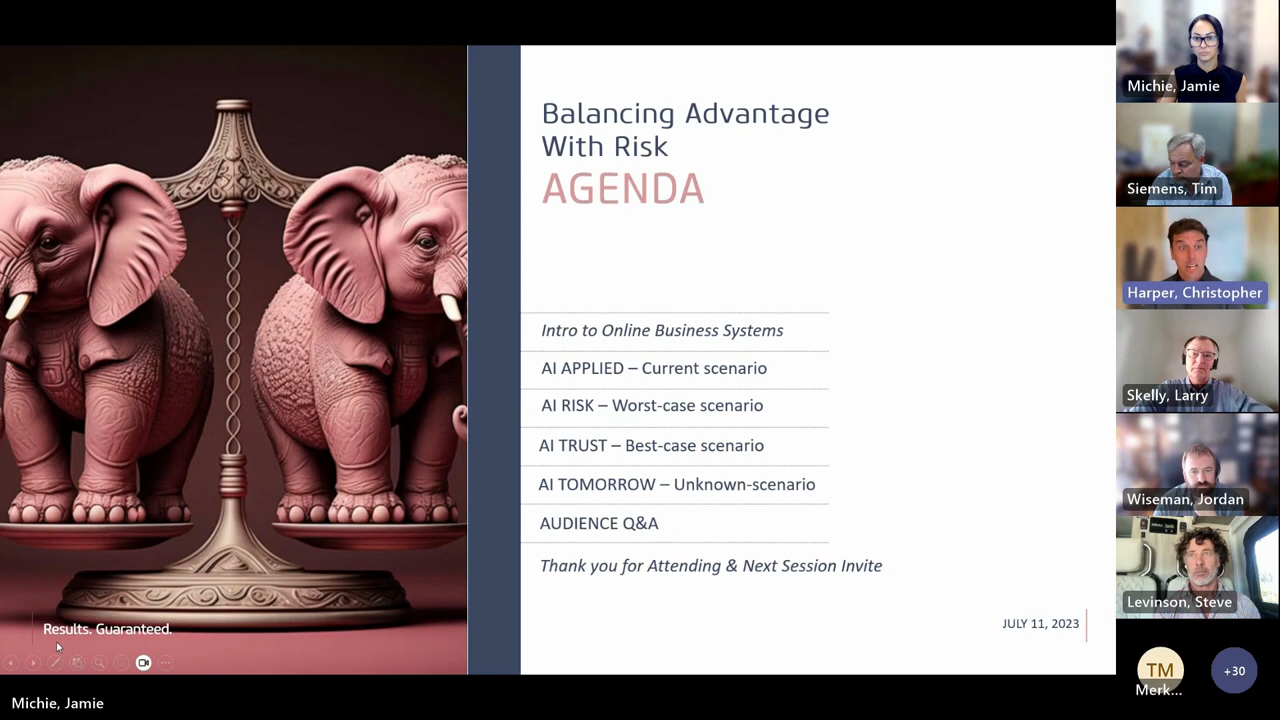 Balancing Advantage
With Risk
AGENDA
Intro to Online Business Systems
AI APPLIED – Current scenario
AI RISK – Worst-case scenario
AI TRUST – Best-case scenario
AI TOMORROW – Unknown-scenario
AUDIENCE Q&A
Thank you for Attending & Next Session Invite
JULY 11, 2023
Results. Guaranteed.
Michie, Jamie
Michie, Jamie
Siemens, Tim
Harper, Christopher
Skelly, Larry
Wiseman, Jordan
Levinson, Steve
TM
Merk...
+30